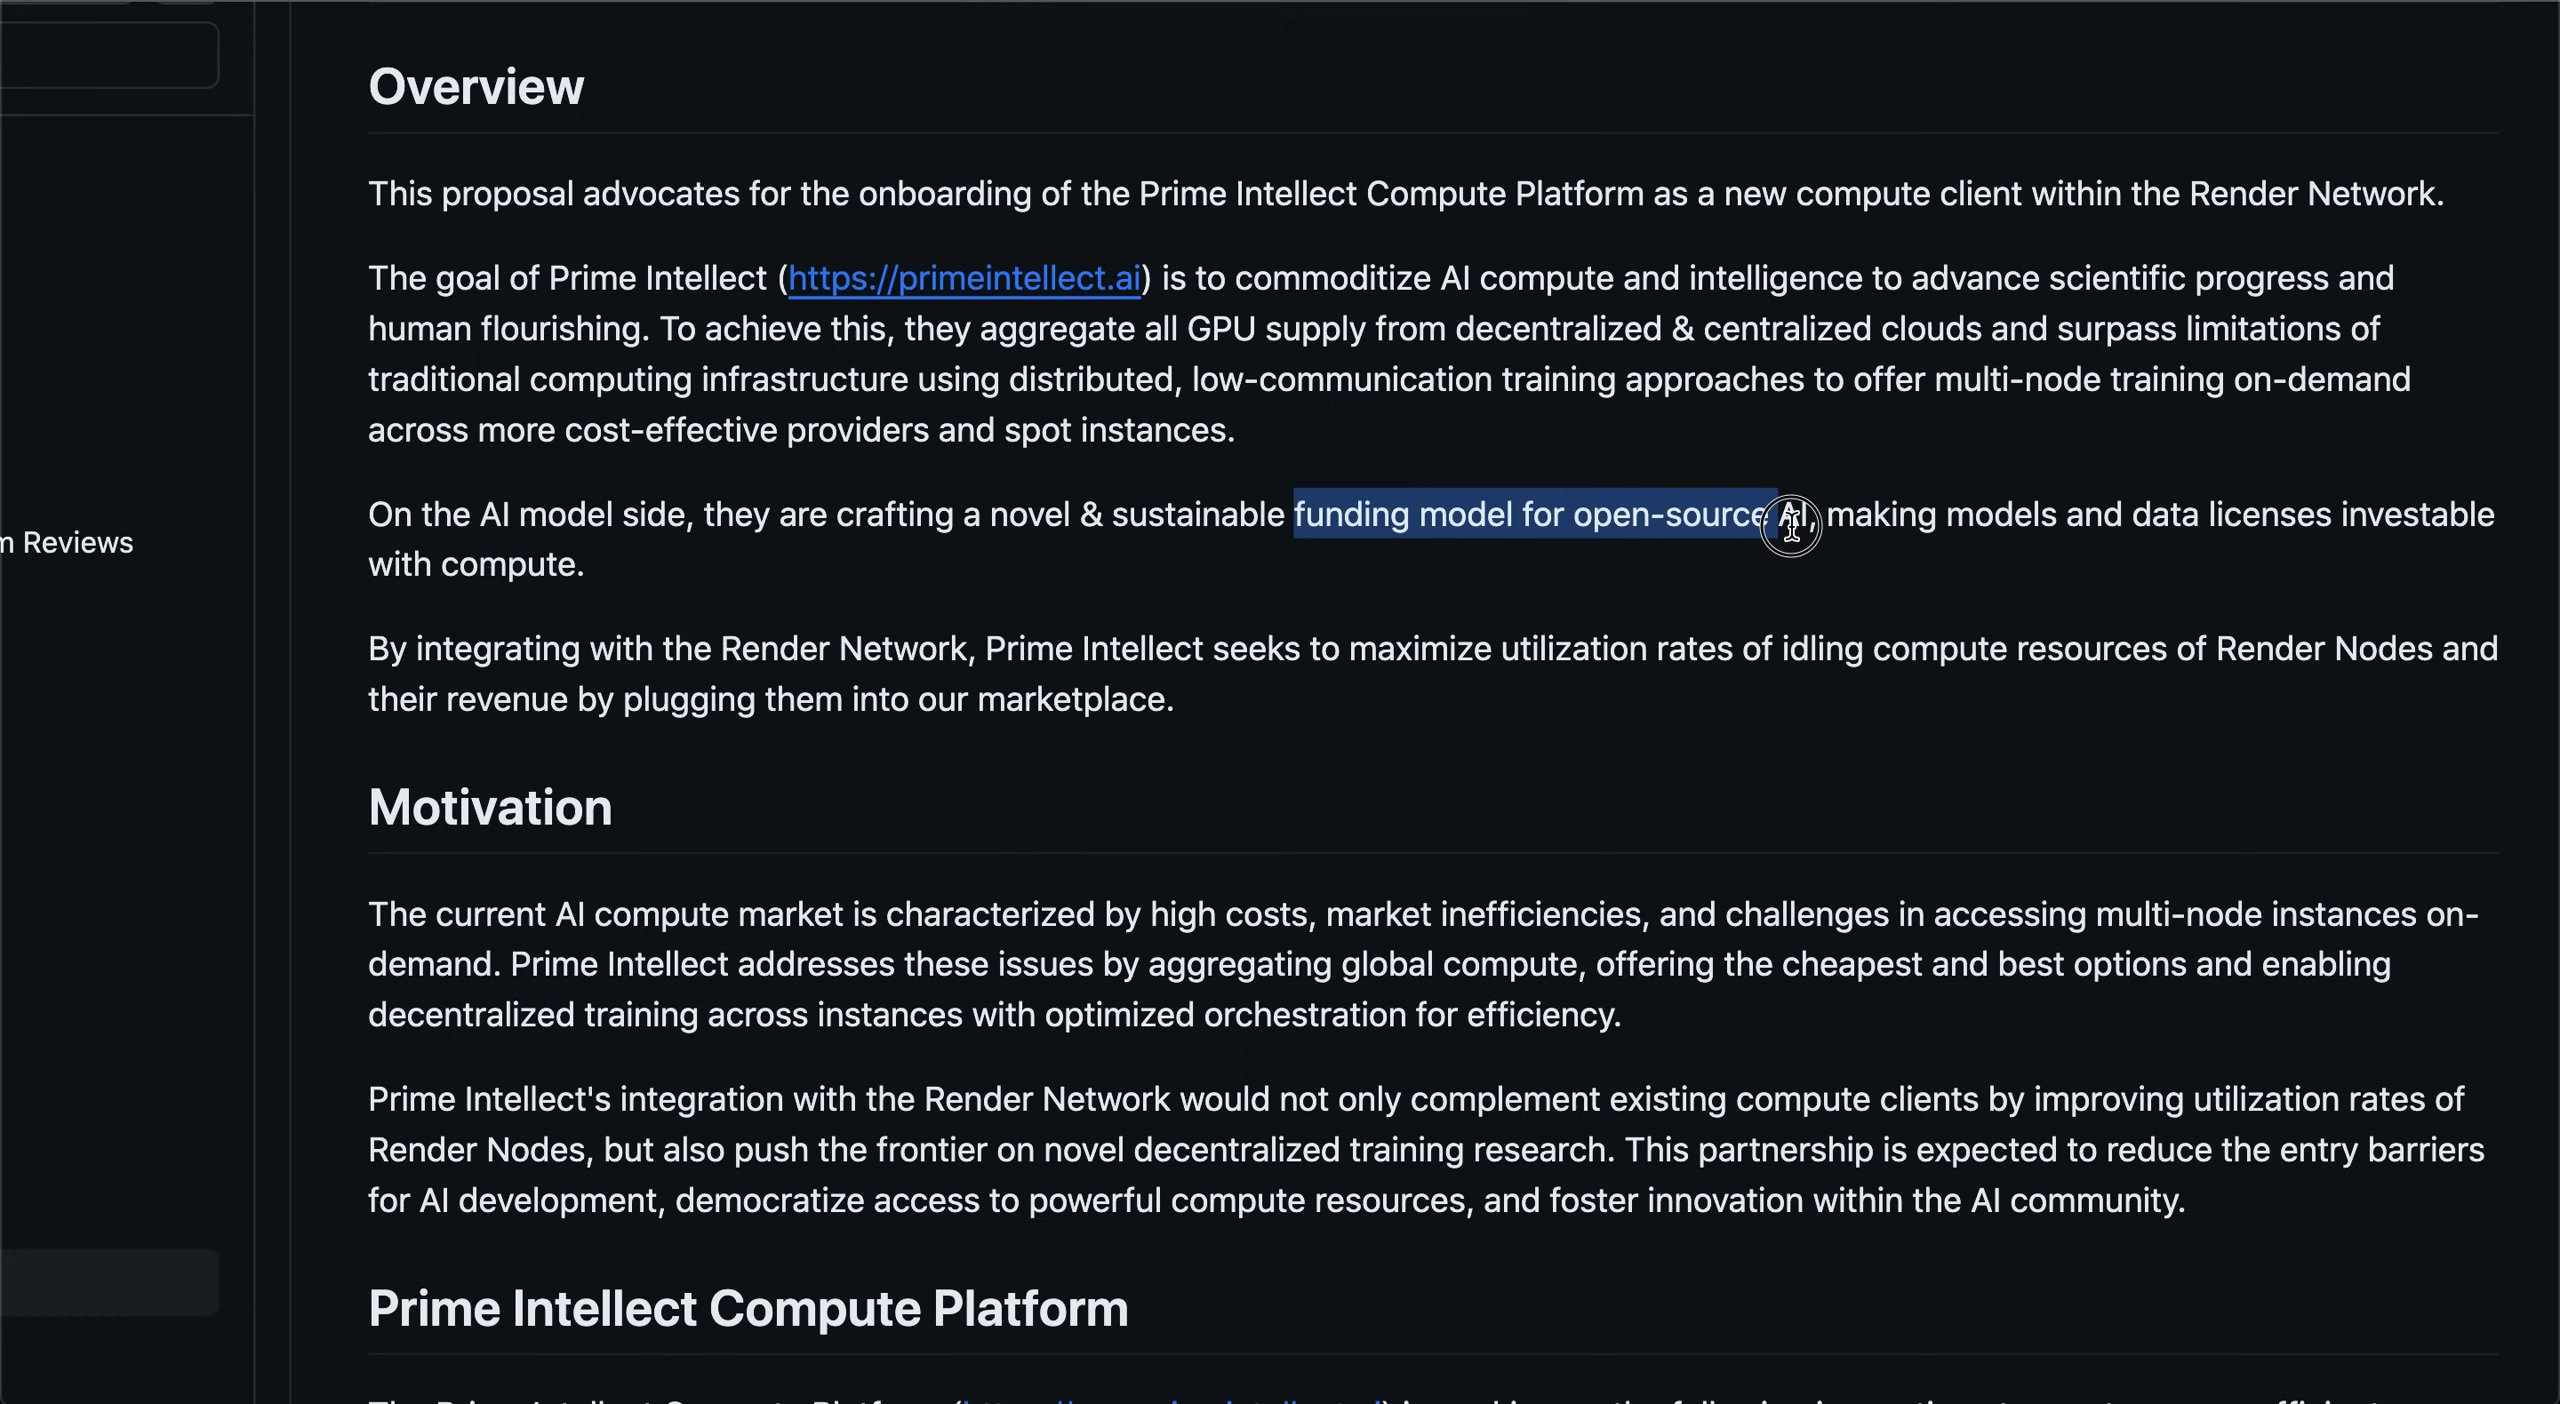 Overview
This proposal advocates for the onboarding of the Prime Intellect Compute Platform as a new compute client within the Render Network.
The goal of Prime Intellect (https://primeintellect.ai) is to commoditize AI compute and intelligence to advance scientific progress and
human flourishing. To achieve this, they aggregate all GPU supply from decentralized & centralized clouds and surpass limitations of
traditional computing infrastructure using distributed, low-communication training approaches to offer multi-node training on-demand
across more cost-effective providers and spot instances.
On the AI model side, they are crafting a novel & sustainable funding model for open-source AI, making models and data licenses investable
m Reviews
with compute.
By integrating with the Render Network, Prime Intellect seeks to maximize utilization rates of idling compute resources of Render Nodes and
their revenue by plugging them into our marketplace.
Motivation
The current AI compute market is characterized by high costs, market inefficiencies, and challenges in accessing multi-node instances on-
demand. Prime Intellect addresses these issues by aggregating global compute, offering the cheapest and best options and enabling
decentralized training across instances with optimized orchestration for efficiency.
Prime Intellect's integration with the Render Network would not only complement existing compute clients by improving utilization rates of
Render Nodes, but also push the frontier on novel decentralized training research. This partnership is expected to reduce the entry barriers
for AI development, democratize access to powerful compute resources, and foster innovation within the AI community.
Prime Intellect Compute Platform